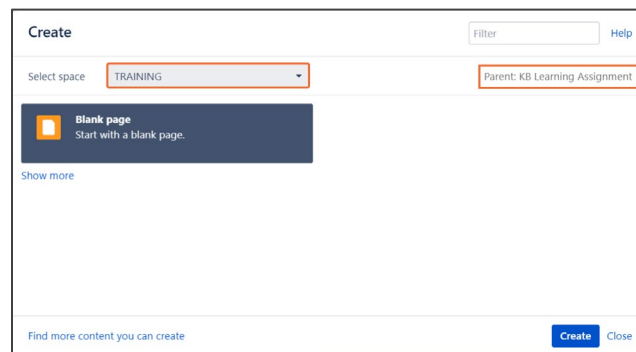 Create
Filter
Help
Select space
TRAINING
Parent: KB Learning Assignment
Blank page
Start with a blank page.
Show more
Find more content you can create
Create
Close